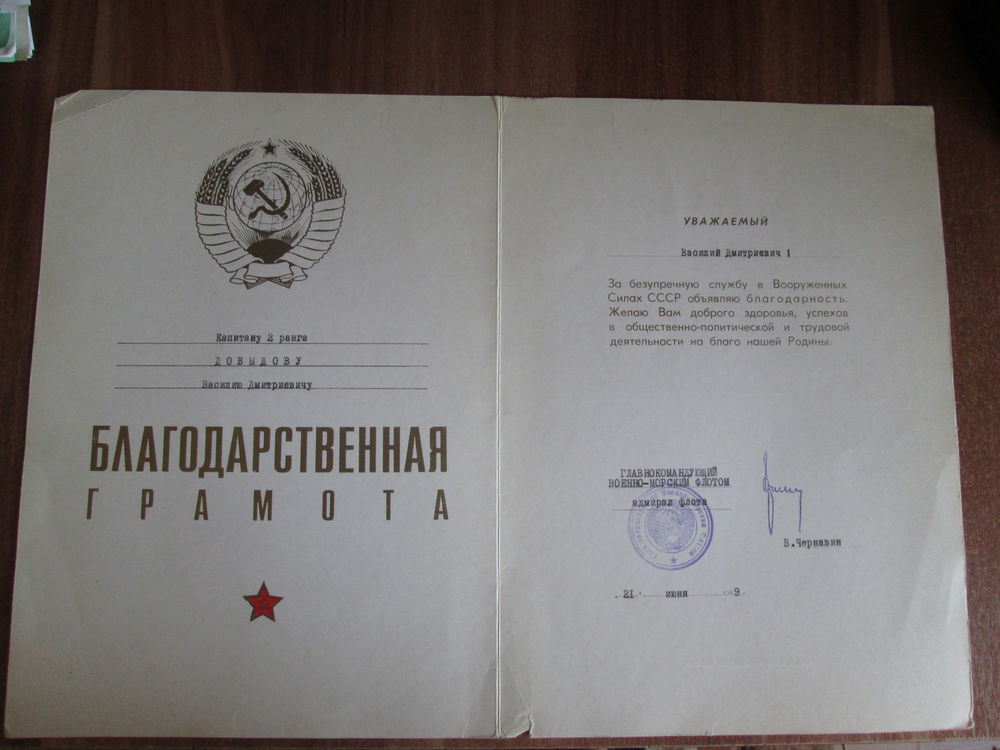 Капитану 2 ранга
ДОВЫДОВУ
Василию Дмитриевичу
БЛАГОДАРСТВЕННАЯ
ГРАМОТА
УВАЖАЕМЫЙ
Василий Дмитриевич !
За безупречную службу в Вооруженных
Силах СССР объявляю благодарность.
Желаю Вам доброго здоровья, успехов
в общественно-политической и трудовой
деятельности на благо нашей Родины.
ГЛАВНОКОМАНДУЮЩИЙ
ВОЕННО-МОРСКИМ ФЛОТОМ
адмирал флота
В.Чернавин
21 июня